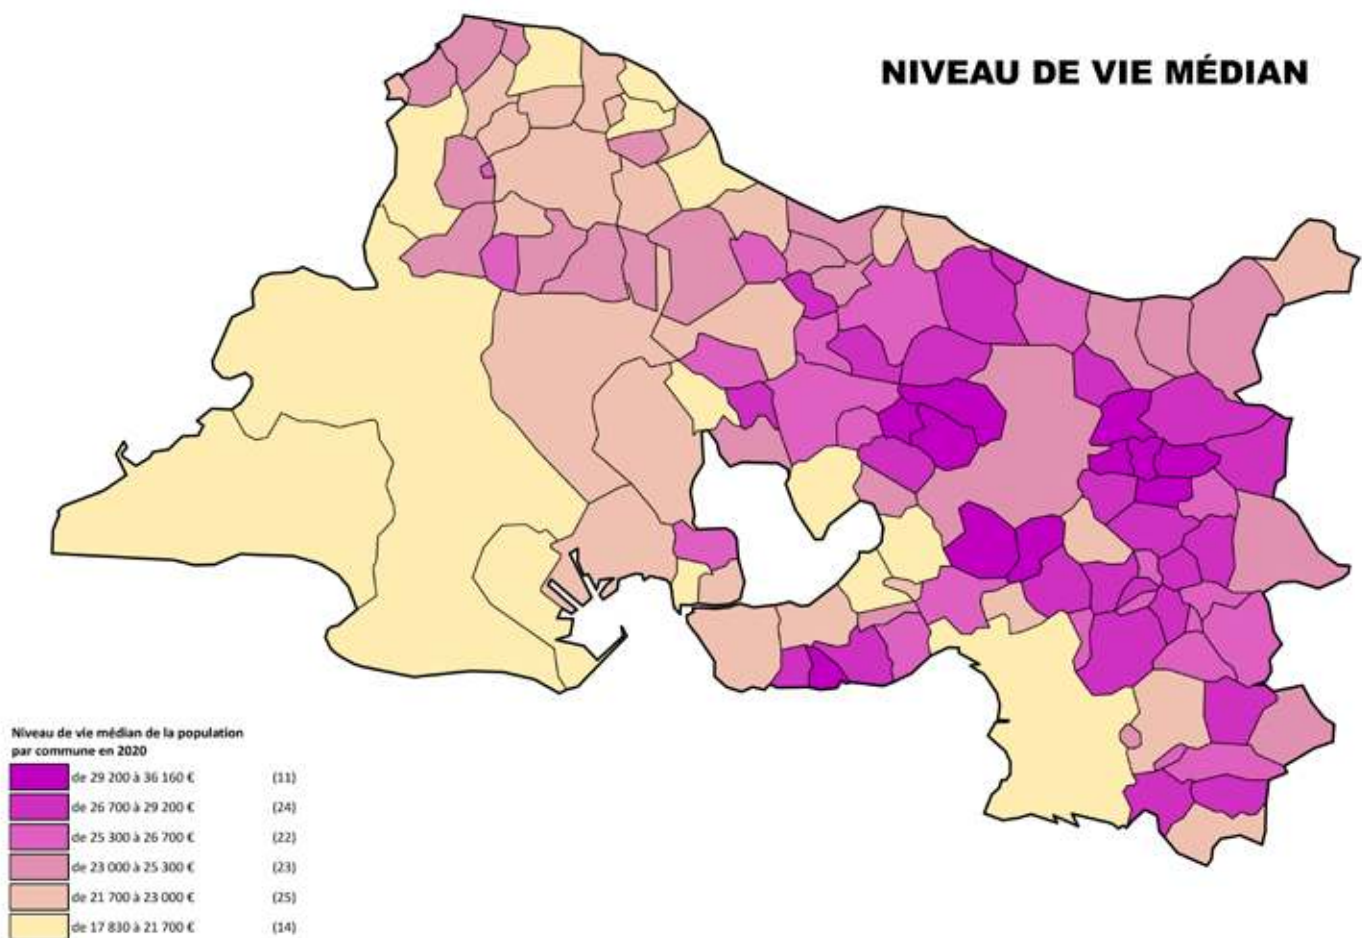 NIVEAU DE VIE MÉDIAN
Niveau de vie médian de la population
par commune en 2020
de 29 200 à 36 160 € (11)
de 26 700 à 29 200 € (24)
de 25 300 à 26 700 € (22)
de 23 000 à 25 300 € (23)
de 21 700 à 23 000 € (25)
de 17 830 à 21 700 € (14)